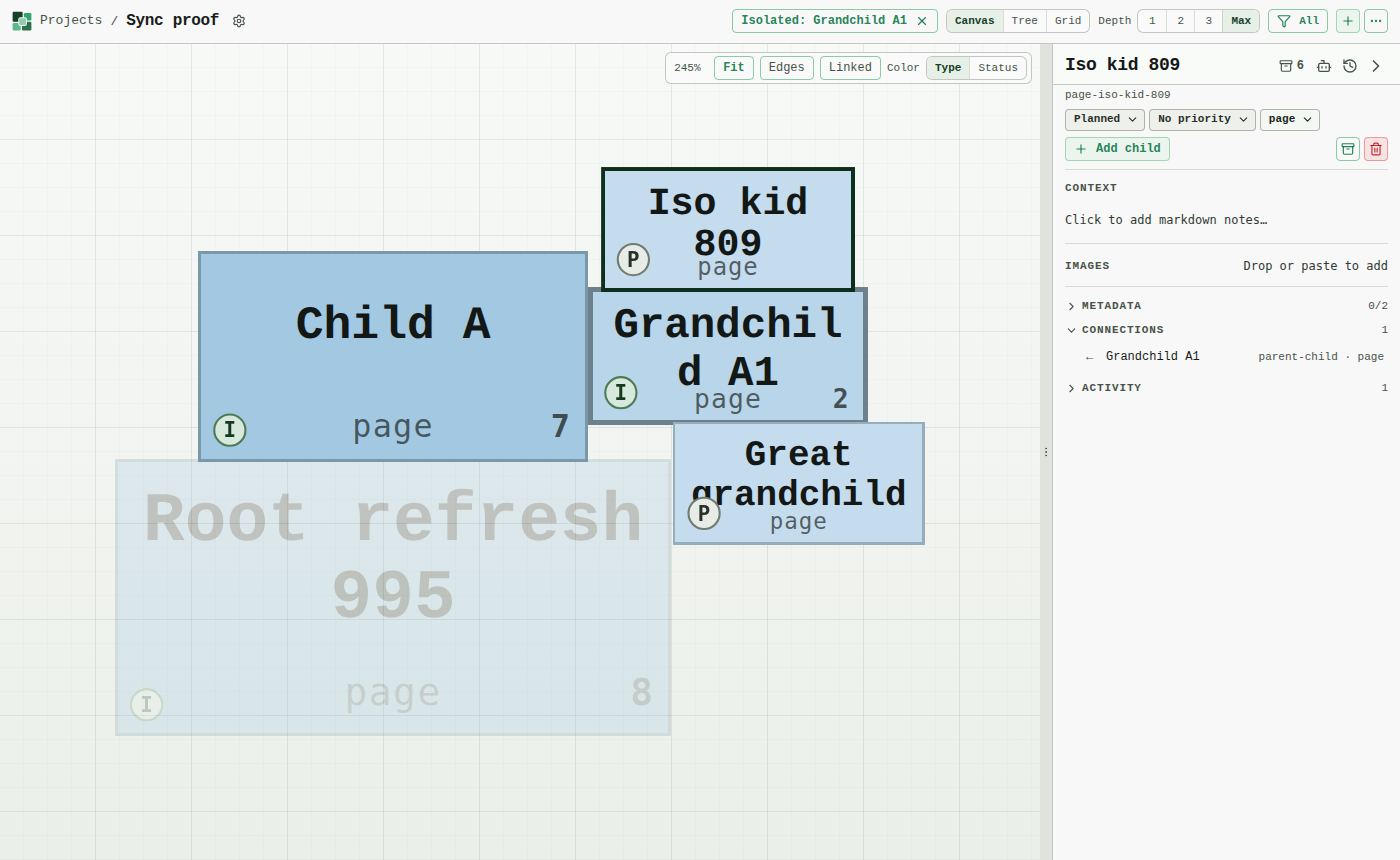 Projects / Sync proof
Isolated: Grandchild A1
Canvas Tree Grid
Depth 1 2 3 Max
All
245% Fit Edges Linked Color Type Status
Iso kid
809
page
P
Child A
page
I
7
Grandchil
d A1
page
I
2
Great
grandchild
page
P
Root refresh
995
page
I
8
Iso kid 809
6
page-iso-kid-809
Planned No priority page
+ Add child
CONTEXT
Click to add markdown notes…
IMAGES Drop or paste to add
METADATA 0/2
CONNECTIONS 1
← Grandchild A1 parent-child · page
ACTIVITY 1